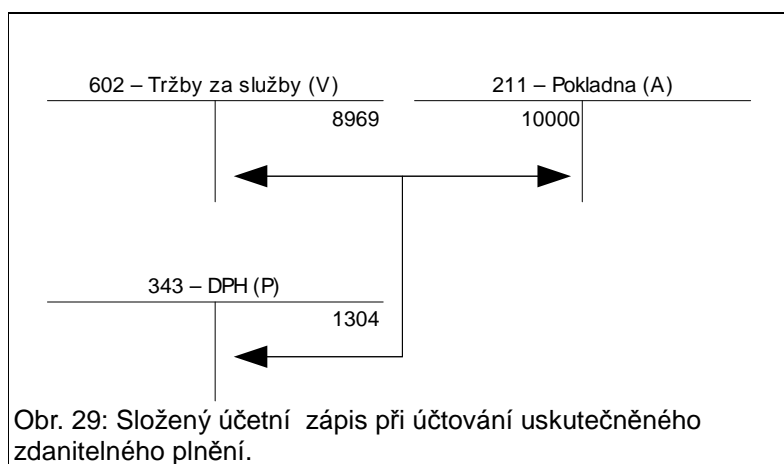 602 – Tržby za služby (V)
211 – Pokladna (A)
8969
10000
343 – DPH (P)
1304
Obr. 29: Složený účetní zápis při účtování uskutečněného
zdanitelného plnění.